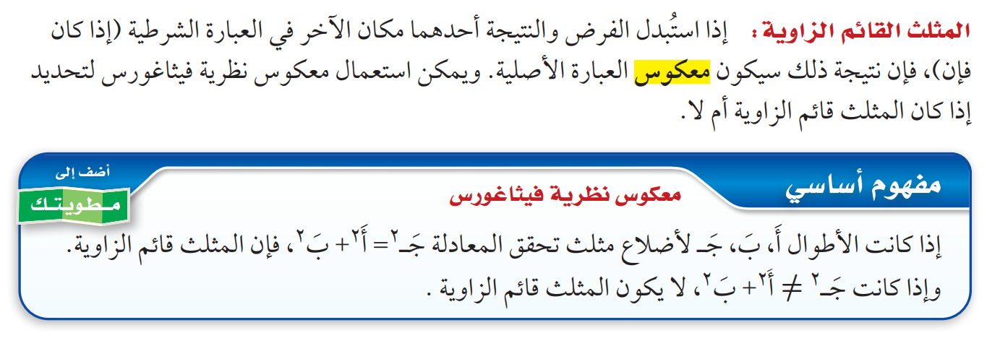 المثلث القائم الزاوية: إذا استُبدل الفرض والنتيجة أحدهما مكان الآخر في العبارة الشرطية (إذا كان
فإن)، فإن نتيجة ذلك سيكون معكوس العبارة الأصلية. ويمكن استعمال معكوس نظرية فيثاغورس لتحديد
إذا كان المثلث قائم الزاوية أم لا.
مفهوم أساسي
أضف إلى
مـطويتـك
معكوس نظرية فيثاغورس
إذا كانت الأطوال أَ، بَ، جَـ لأضلاع مثلث تحقق المعادلة جَـ٢ = أَ٢ + بَ٢، فإن المثلث قائم الزاوية.
وإذا كانت جَـ٢ ≠ أَ٢ + بَ٢، لا يكون المثلث قائم الزاوية .